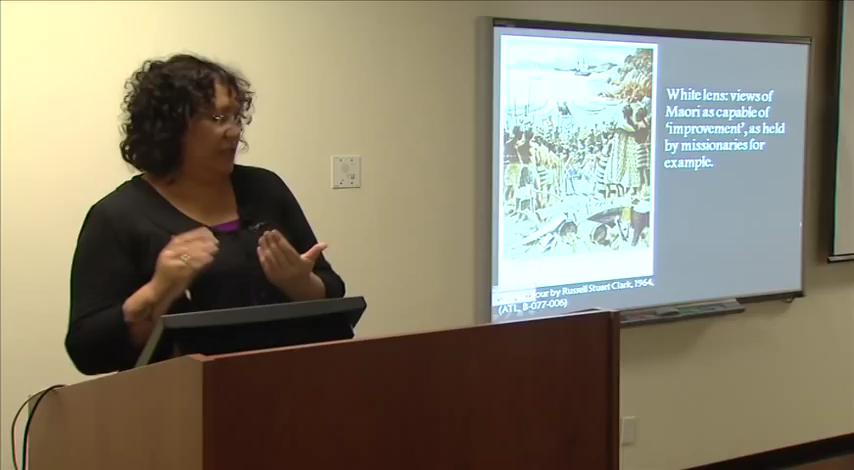 White lens: views of
Maori as capable of
'improvement', as held
by missionaries for
example.
by Russell Stuart Clark, 1964,
(ATL, B-077-006)